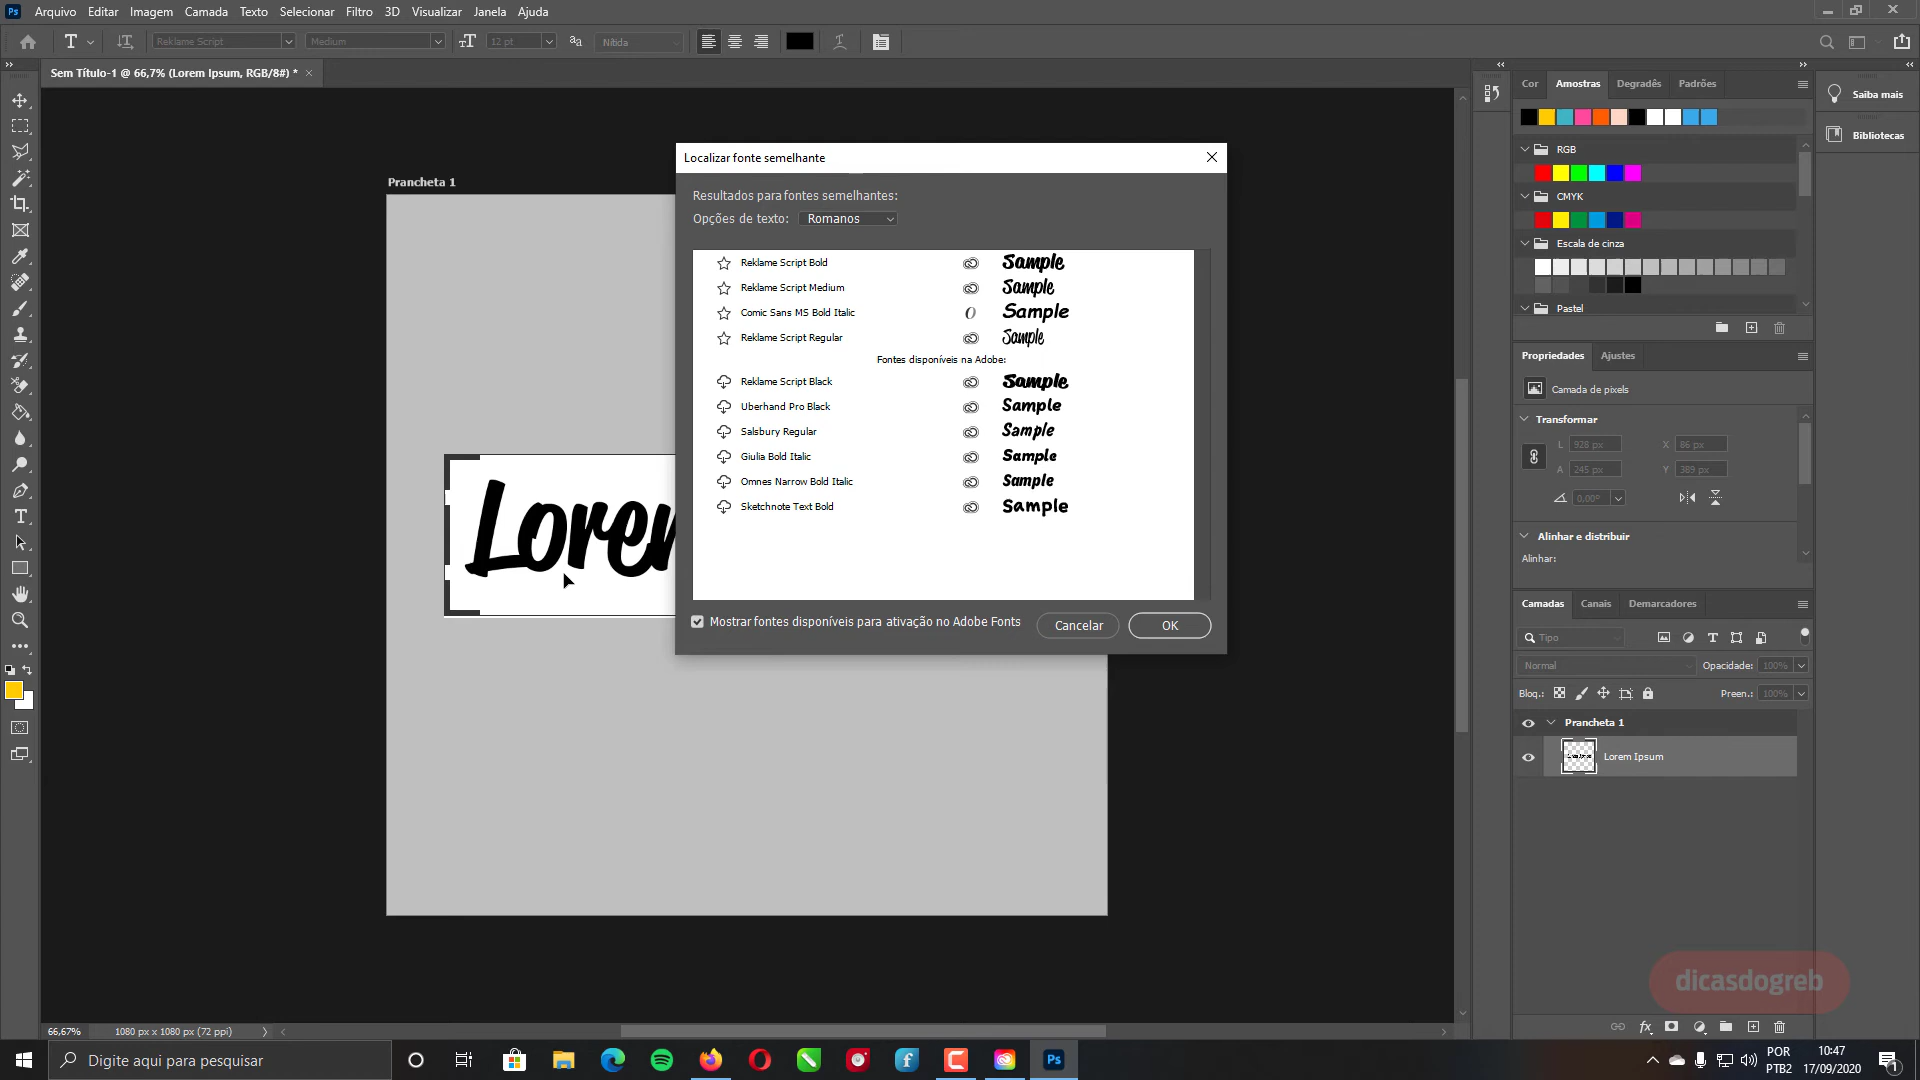 Ps Arquivo Editar Imagem Camada Texto Selecionar Filtro 3D Visualizar Janela Ajuda
Reklame Script Medium 12 pt Nítida
Sem Título-1 @ 66,7% (Lorem Ipsum, RGB/8#) *
Prancheta 1
Lorem
Localizar fonte semelhante
Resultados para fontes semelhantes:
Opções de texto: Romanos
Reklame Script Bold Sample
Reklame Script Medium Sample
Comic Sans MS Bold Italic Sample
Reklame Script Regular Sample
Fontes disponíveis na Adobe:
Reklame Script Black Sample
Uberhand Pro Black Sample
Salsbury Regular Sample
Giulia Bold Italic Sample
Omnes Narrow Bold Italic Sample
Sketchnote Text Bold Sample
Mostrar fontes disponíveis para ativação no Adobe Fonts
Cancelar OK
Cor Amostras Degradês Padrões
RGB
CMYK
Escala de cinza
Pastel
Saiba mais
Bibliotecas
Propriedades Ajustes
Camada de pixels
Transformar
L 928 px X 86 px
A 245 px Y 389 px
0,00°
Alinhar e distribuir
Alinhar:
Camadas Canais Demarcadores
Tipo
Normal Opacidade: 100%
Bloq.: Preen.: 100%
Prancheta 1
Lorem Ipsum
dicasdogreb
66,67% 1080 px x 1080 px (72 ppi)
Digite aqui para pesquisar
Ps
POR
PTB2
10:47
17/09/2020
1